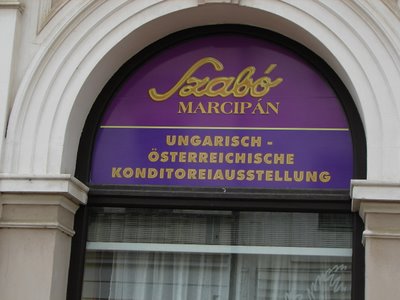 Szabó
MARCIPÁN
UNGARISCH -
ÖSTERREICHISCHE
KONDITOREIAUSSTELLUNG